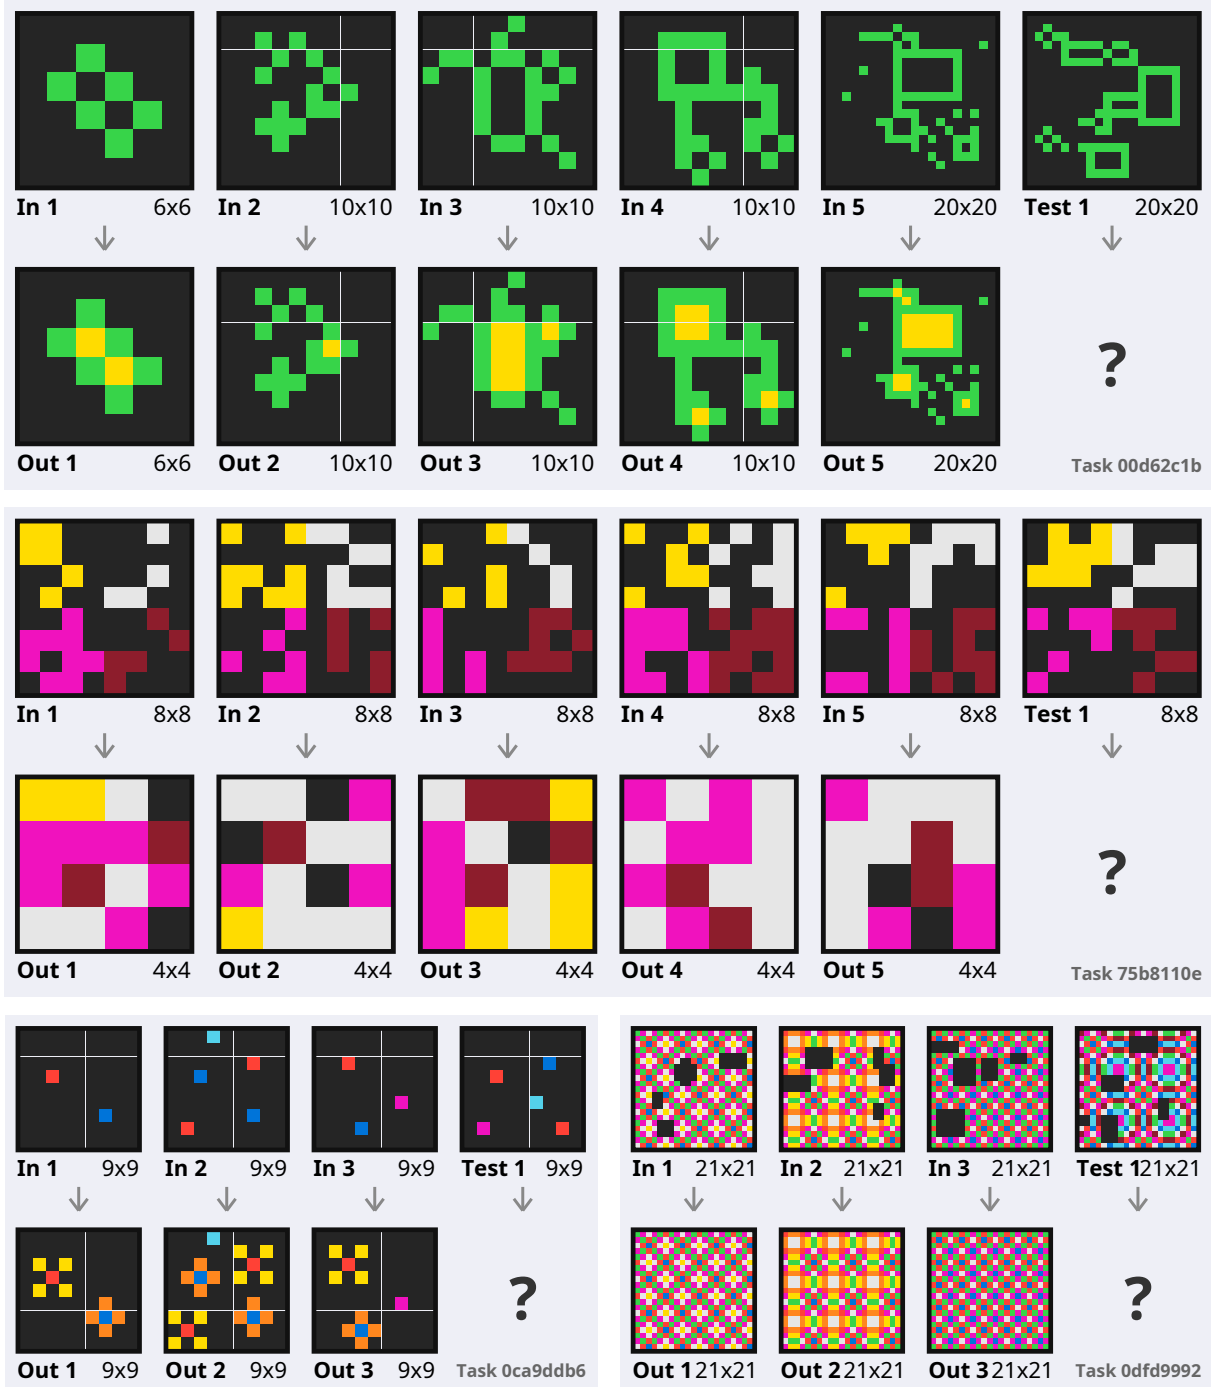 In 1 6x6 In 2 10x10 In 3 10x10 In 4 10x10 In 5 20x20 Test 1 20x20
?
Out 1 6x6 Out 2 10x10 Out 3 10x10 Out 4 10x10 Out 5 20x20 Task 00d62c1b
In 1 8x8 In 2 8x8 In 3 8x8 In 4 8x8 In 5 8x8 Test 1 8x8
?
Out 1 4x4 Out 2 4x4 Out 3 4x4 Out 4 4x4 Out 5 4x4 Task 75b8110e
In 1 9x9 In 2 9x9 In 3 9x9 Test 1 9x9
?
Out 1 9x9 Out 2 9x9 Out 3 9x9 Task 0ca9ddb6
In 1 21x21 In 2 21x21 In 3 21x21 Test 1 21x21
?
Out 1 21x21 Out 2 21x21 Out 3 21x21 Task 0dfd9992